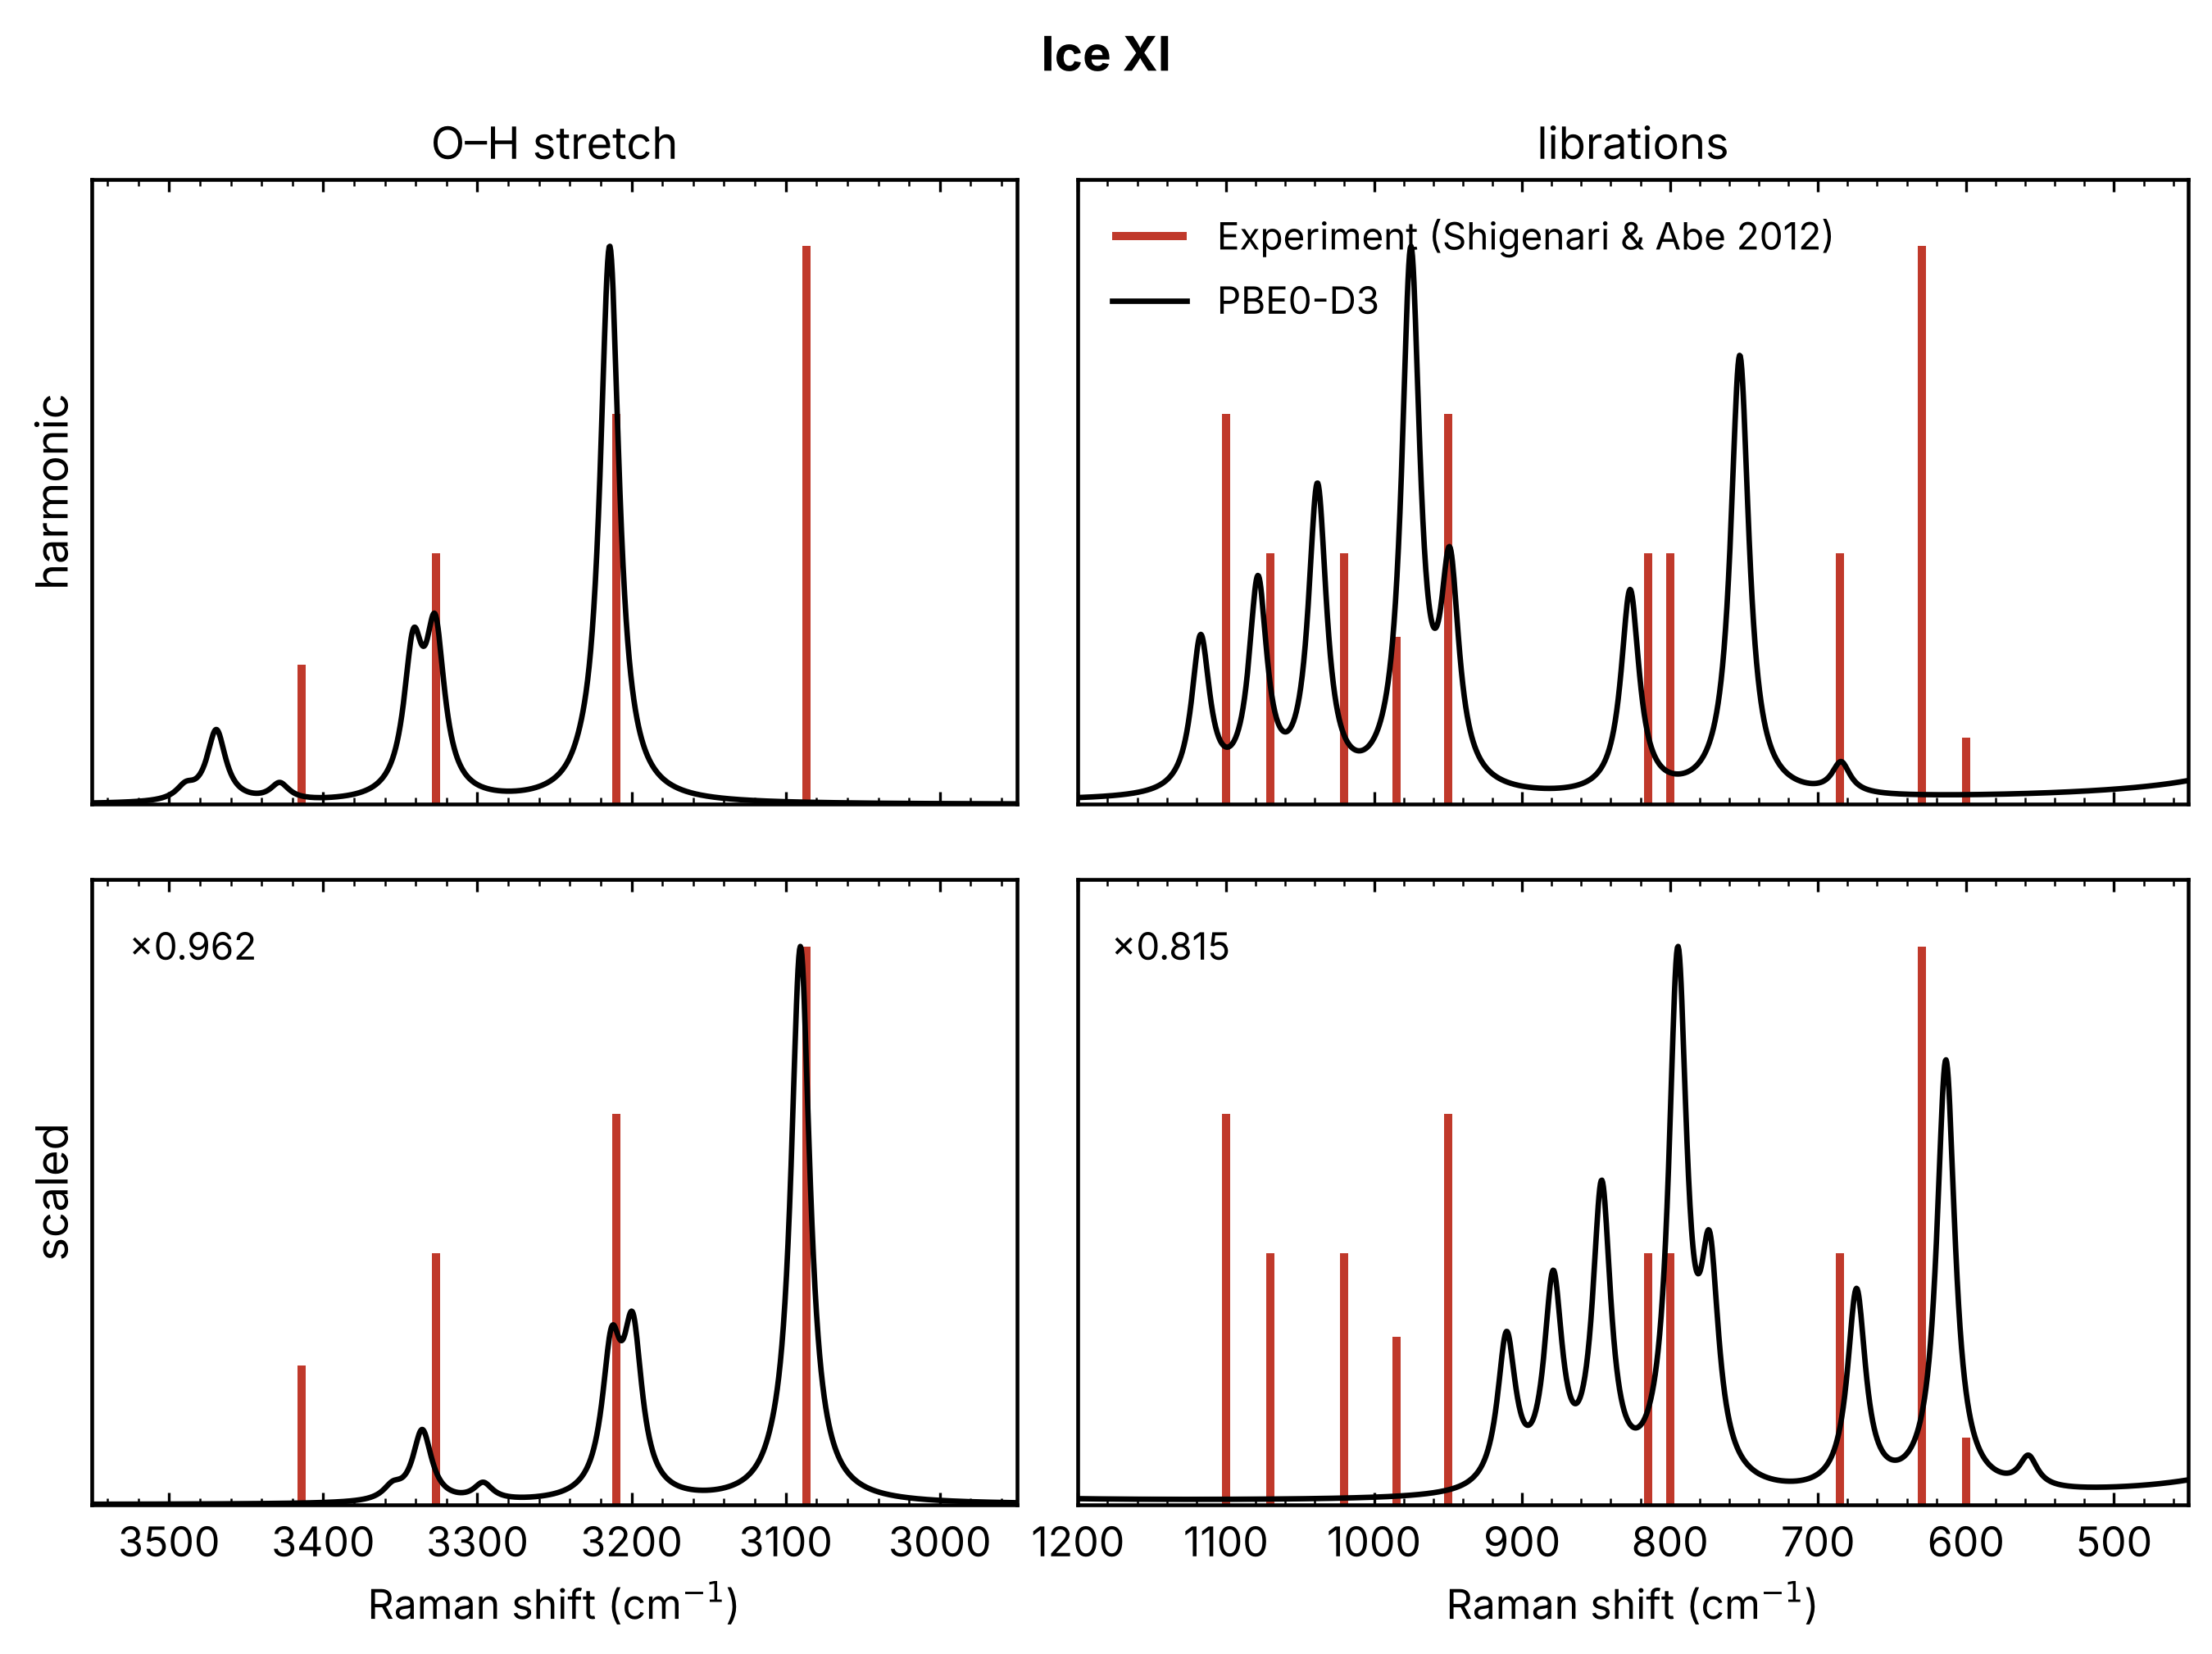 Ice XI
O–H stretch
librations
harmonic
Experiment (Shigenari & Abe 2012)
PBE0-D3
scaled
×0.962
×0.815
3500 3400 3300 3200 3100 3000
1200 1100 1000 900 800 700 600 500
Raman shift (cm⁻¹)
Raman shift (cm⁻¹)